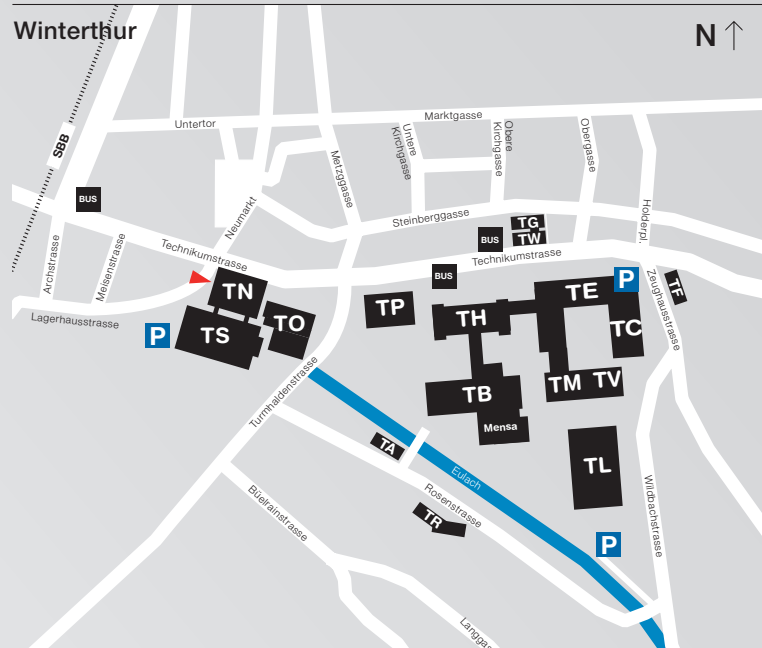 Winterthur
N
Marktgasse
Untertor
SBB
Untere
Kirchgasse
Obere
Kirchgasse
Obergasse
Metzggasse
BUS
Neumarkt
Steinberggasse
Holderpl.
TG
TW
BUS
Archstrasse
Meisenstrasse
Technikumstrasse
Technikumstrasse
BUS
TN
TP
TE
P
TF
Zeughausstrasse
Lagerhausstrasse
P
TS
TO
TH
TC
Turmhaldenstrasse
TB
TM
TV
Mensa
TA
Eulach
TL
Büelrainstrasse
Rosenstrasse
TR
Wildbachstrasse
P